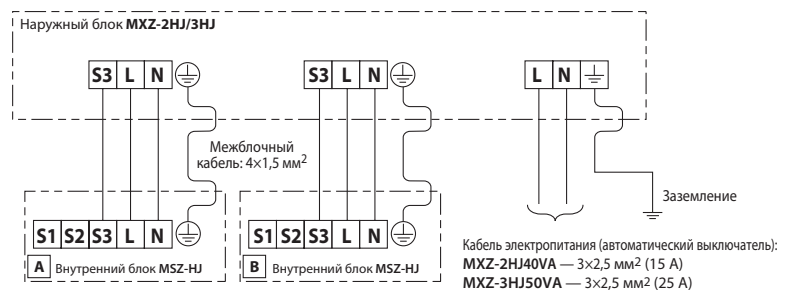 Наружный блок MXZ-2HJ/3HJ
S3 L N
S3 L N
L N
Межблочный
кабель: 4×1,5 мм²
Заземление
S1 S2 S3 L N
S1 S2 S3 L N
A Внутренний блок MSZ-HJ
B Внутренний блок MSZ-HJ
Кабель электропитания (автоматический выключатель):
MXZ-2HJ40VA — 3×2,5 мм² (15 А)
MXZ-3HJ50VA — 3×2,5 мм² (25 А)